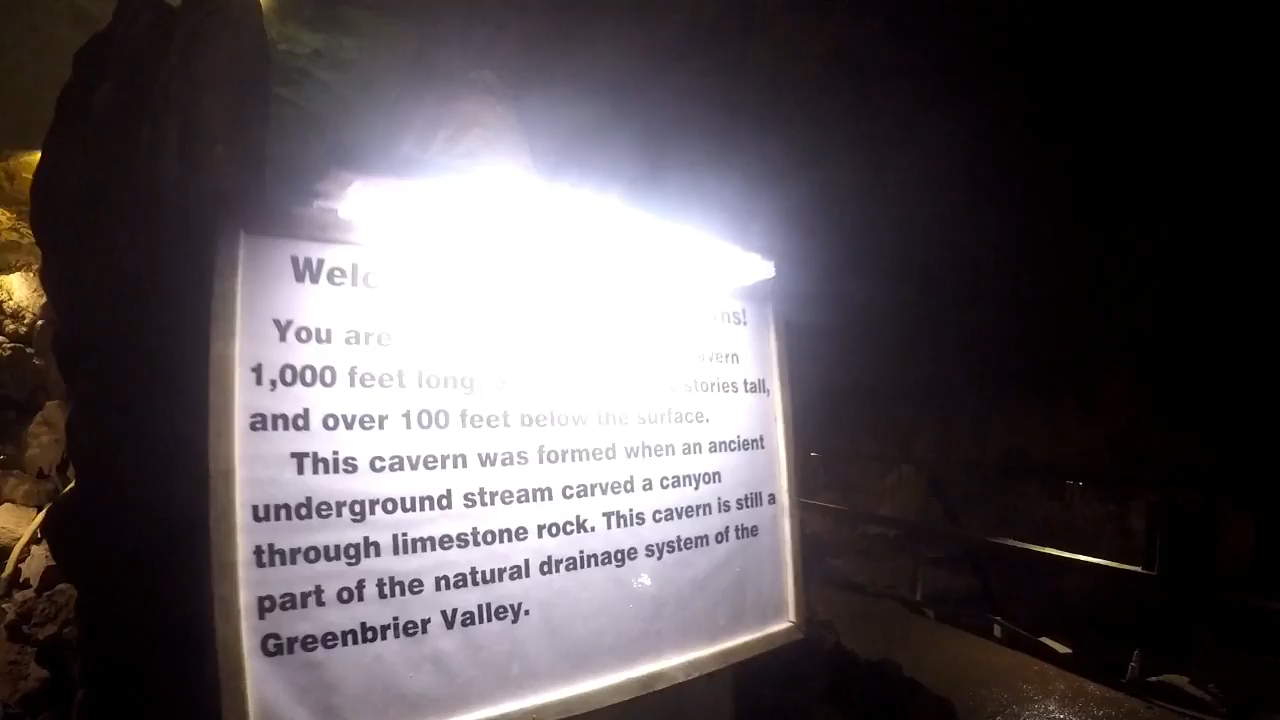 You are
1,000 feet long, stories tall,
and over 100 feet below the surface.
This cavern was formed when an ancient
underground stream carved a canyon
through limestone rock. This cavern is still a
part of the natural drainage system of the
Greenbrier Valley.